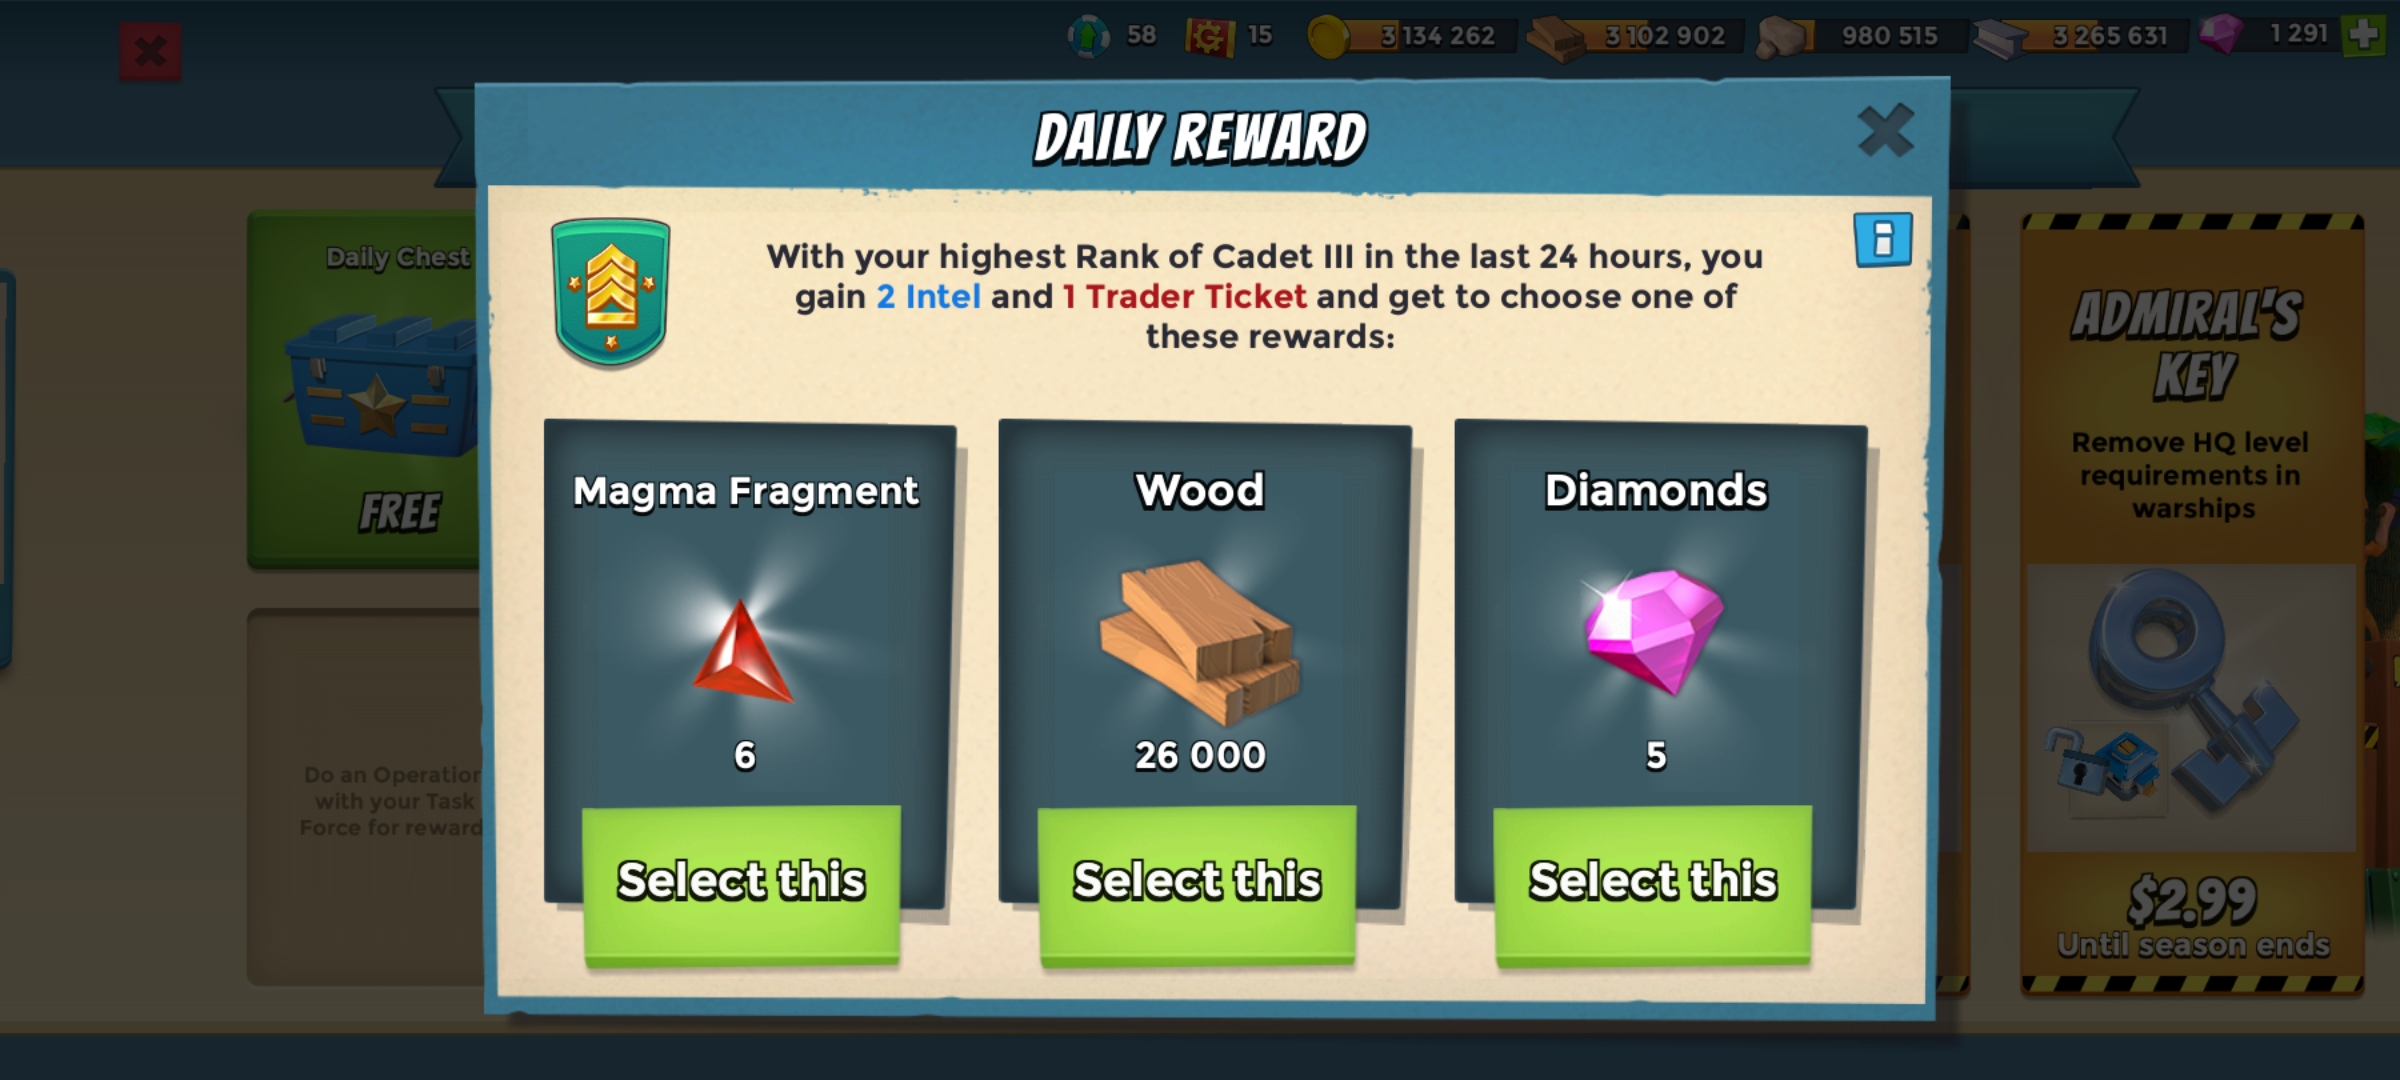 58
15
3 134 262
3 102 902
980 515
3 265 631
1 291
DAILY REWARD
With your highest Rank of Cadet III in the last 24 hours, you
gain 2 Intel and 1 Trader Ticket and get to choose one of
these rewards:
Daily Chest
FREE
Do an Operation
with your Task
Force for reward
Magma Fragment
6
Select this
Wood
26 000
Select this
Diamonds
5
Select this
ADMIRAL'S
KEY
Remove HQ level
requirements in
warships
$2.99
Until season ends